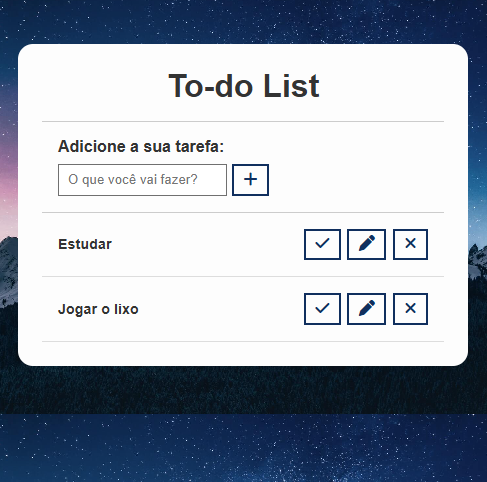 To-do List
Adicione a sua tarefa:
O que você vai fazer?
Estudar
Jogar o lixo